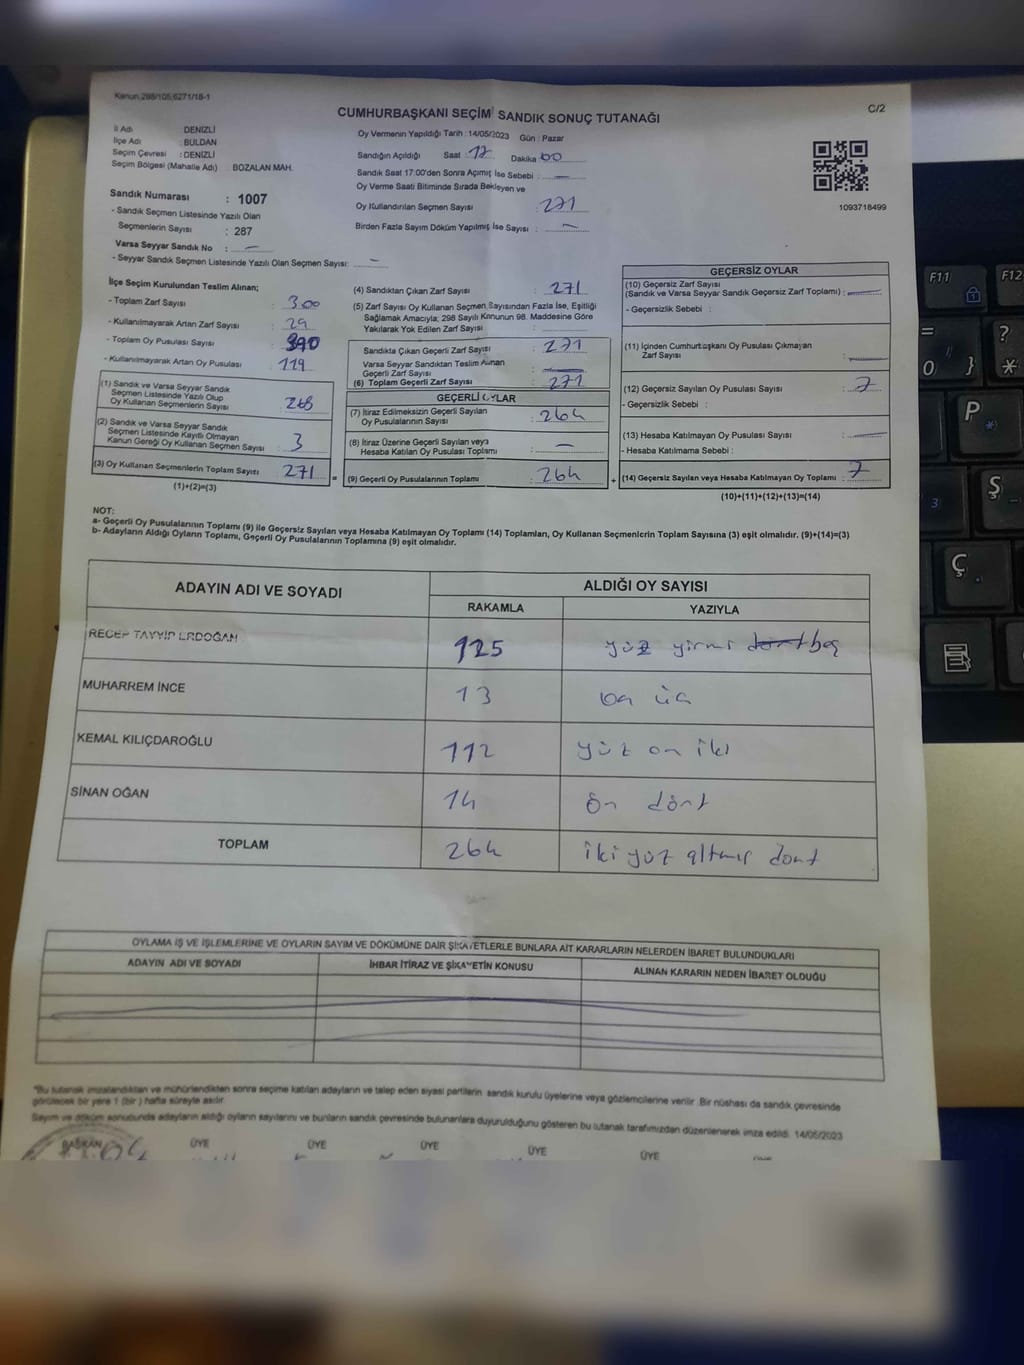 Kanun,298/105,6271/18-1
CUMHURBAŞKANI SEÇİMİ SANDIK SONUÇ TUTANAĞI
C/2
İl Adı DENİZLİ
İlçe Adı : BULDAN
Seçim Çevresi : DENİZLİ
Seçim Bölgesi (Mahalle Adı) : BOZALAN MAH.
Sandık Numarası : 1007
- Sandık Seçmen Listesinde Yazılı Olan
Seçmenlerin Sayısı : 287
Varsa Seyyar Sandık No : —
- Seyyar Sandık Seçmen Listesinde Yazılı Olan Seçmen Sayısı: —
Oy Vermenin Yapıldığı Tarih : 14/05/2023 Gün : Pazar
Sandığın Açıldığı Saat : 17 Dakika 00
Sandık Saat 17:00'den Sonra Açılmış İse Sebebi : —
Oy Verme Saati Bitiminde Sırada Bekleyen ve
Oy Kullandırılan Seçmen Sayısı : 271
Birden Fazla Sayım Döküm Yapılmış İse Sayısı : —
1093718499
İlçe Seçim Kurulundan Teslim Alınan;
- Toplam Zarf Sayısı : 300
- Kullanılmayarak Artan Zarf Sayısı : 29
- Toplam Oy Pusulası Sayısı : 390
- Kullanılmayarak Artan Oy Pusulası : 119
(1) Sandık ve Varsa Seyyar Sandık
Seçmen Listesinde Yazılı Olup
Oy Kullanan Seçmenlerin Sayısı : 268
(2) Sandık ve Varsa Seyyar Sandık
Seçmen Listesinde Kayıtlı Olmayan
Kanun Gereği Oy Kullanan Seçmen Sayısı : 3
(3) Oy Kullanan Seçmenlerin Toplam Sayısı : 271
(1)+(2)=(3)
(4) Sandıktan Çıkan Zarf Sayısı : 271
(5) Zarf Sayısı Oy Kullanan Seçmen Sayısından Fazla İse, Eşitliği
Sağlamak Amacıyla; 298 Sayılı Kanunun 98. Maddesine Göre
Yakılarak Yok Edilen Zarf Sayısı :
Sandıkta Çıkan Geçerli Zarf Sayısı : 271
Varsa Seyyar Sandıktan Teslim Alınan
Geçerli Zarf Sayısı : —
(6) Toplam Geçerli Zarf Sayısı : 271
GEÇERLİ OYLAR
(7) İtiraz Edilmeksizin Geçerli Sayılan
Oy Pusulalarının Sayısı : 264
(8) İtiraz Üzerine Geçerli Sayılan veya
Hesaba Katılan Oy Pusulası Toplamı : —
(9) Geçerli Oy Pusulalarının Toplamı : 264
GEÇERSİZ OYLAR
(10) Geçersiz Zarf Sayısı
(Sandık ve Varsa Seyyar Sandık Geçersiz Zarf Toplamı) : —
- Geçersizlik Sebebi :
(11) İçinden Cumhurbaşkanı Oy Pusulası Çıkmayan
Zarf Sayısı : —
(12) Geçersiz Sayılan Oy Pusulası Sayısı : 7
- Geçersizlik Sebebi :
(13) Hesaba Katılmayan Oy Pusulası Sayısı : —
- Hesaba Katılmama Sebebi :
(14) Geçersiz Sayılan veya Hesaba Katılmayan Oy Toplamı : 7
(10)+(11)+(12)+(13)=(14)
NOT:
a- Geçerli Oy Pusulalarının Toplamı (9) ile Geçersiz Sayılan veya Hesaba Katılmayan Oy Toplamı (14) Toplamları, Oy Kullanan Seçmenlerin Toplam Sayısına (3) eşit olmalıdır. (9)+(14)=(3)
b- Adayların Aldığı Oyların Toplamı, Geçerli Oy Pusulalarının Toplamına (9) eşit olmalıdır.
ADAYIN ADI VE SOYADI ALDIĞI OY SAYISI
RAKAMLA YAZIYLA
RECEP TAYYİP ERDOĞAN 125 yüz yirmi dört beş
MUHARREM İNCE 13 on üç
KEMAL KILIÇDAROĞLU 112 yüz on iki
SİNAN OĞAN 14 ön dört
TOPLAM 264 iki yüz altmış dört
OYLAMA İŞ VE İŞLEMLERİNE VE OYLARIN SAYIM VE DÖKÜMÜNE DAİR ŞİKAYETLERLE BUNLARA AİT KARARLARIN NELERDEN İBARET BULUNDUKLARI
ADAYIN ADI VE SOYADI İHBAR İTİRAZ VE ŞİKAYETİN KONUSU ALINAN KARARIN NEDEN İBARET OLDUĞU
"Bu tutanak imzalandıktan ve mühürlendikten sonra seçime katılan adayların ve talep eden siyasi partilerin sandık kurulu üyelerine veya gözlemcilerine verilir. Bir nüshası da sandık çevresinde
görülecek bir yere 1 (bir ) hafta süreyle asılır.
Sayım ve döküm sonucunda adayların aldığı oyların sayılarını ve bunların sandık çevresinde bulunanlara duyurulduğunu gösteren bu tutanak tarafımızdan düzenlenerek imza edildi. 14/05/2023
BAŞKAN ÜYE ÜYE ÜYE ÜYE ÜYE
F11 F12
= ?
0 } *
P
3 Ş
Ç